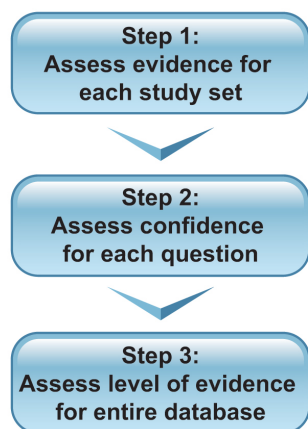 Step 1:
Assess evidence for
each study set
Step 2:
Assess confidence
for each question
Step 3:
Assess level of evidence
for entire database